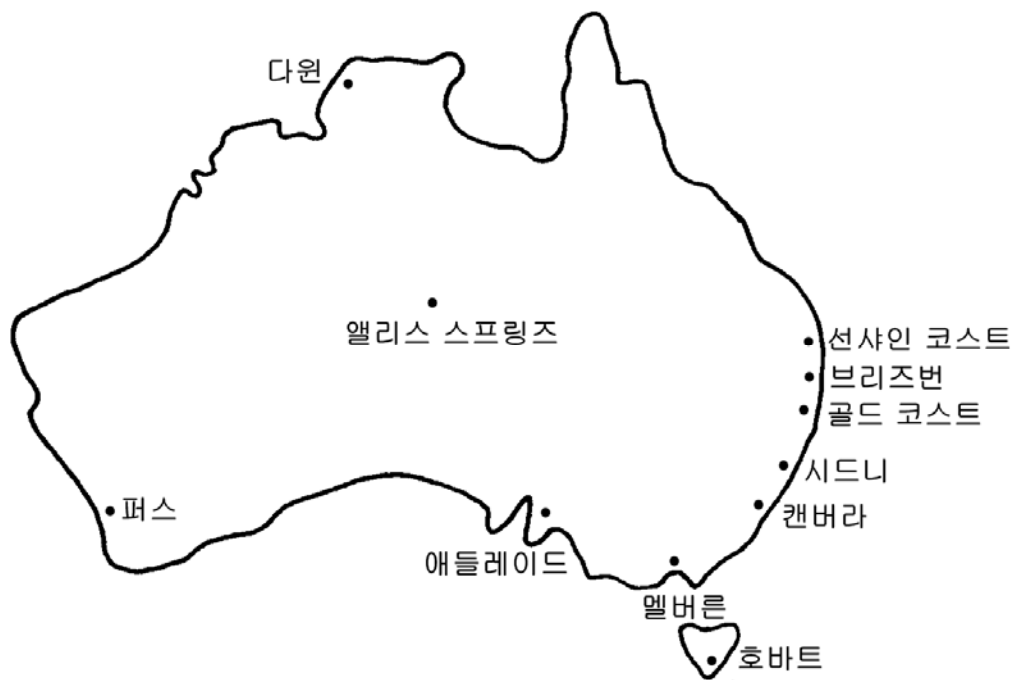 다윈
앨리스 스프링즈
선샤인 코스트
브리즈번
골드 코스트
시드니
퍼스
캔버라
애들레이드
멜버른
호바트